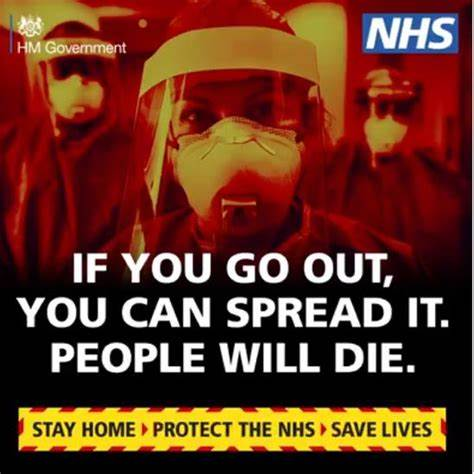 HM Government
NHS
IF YOU GO OUT,
YOU CAN SPREAD IT.
PEOPLE WILL DIE.
STAY HOME PROTECT THE NHS SAVE LIVES